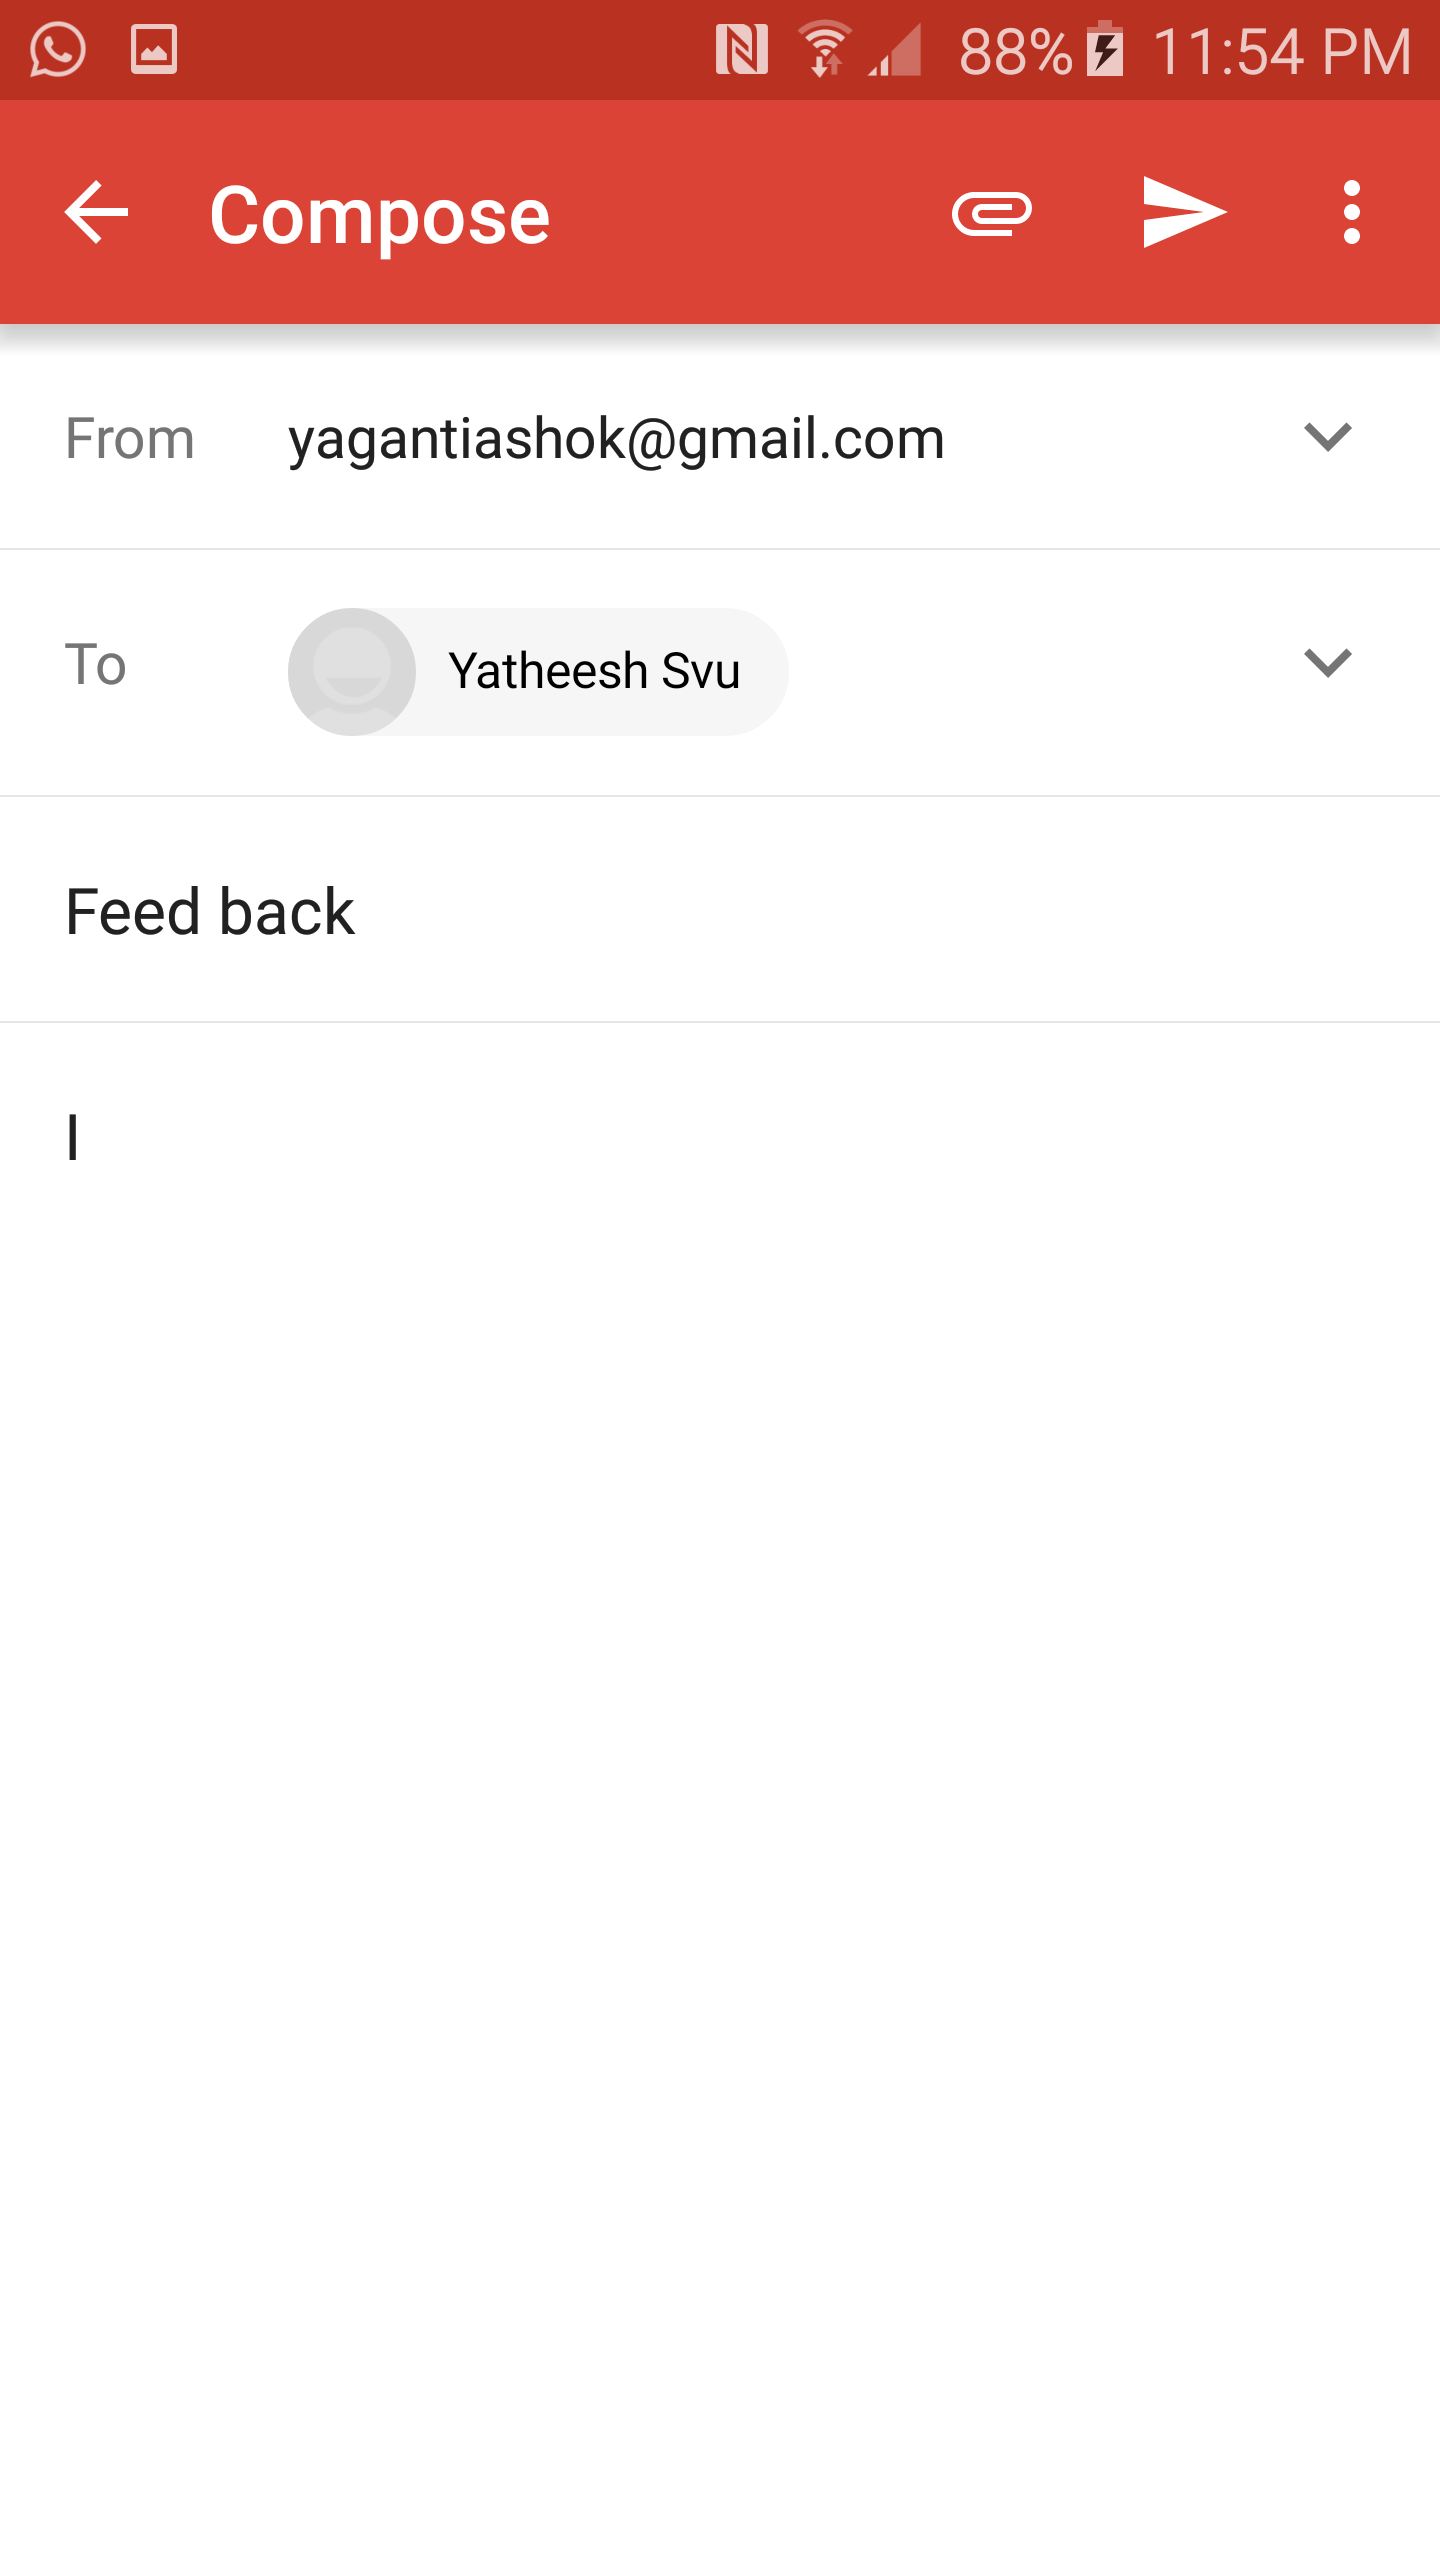 88% 11:54 PM
Compose
From yagantiashok@gmail.com
To Yatheesh Svu
Feed back
I